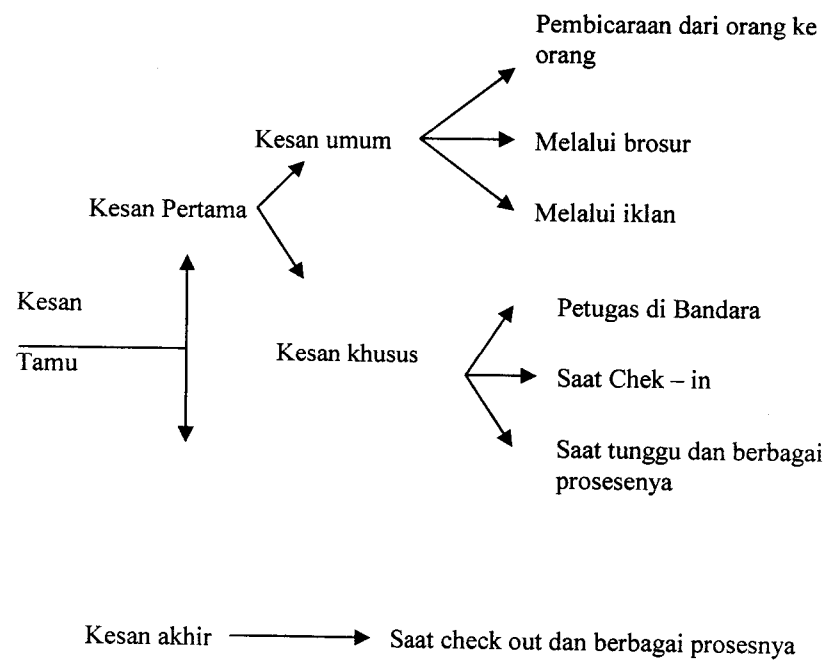 Pembicaraan dari orang ke
orang
Kesan umum
Melalui brosur
Kesan Pertama
Melalui iklan
Kesan
Tamu
Petugas di Bandara
Kesan khusus
Saat Chek – in
Saat tunggu dan berbagai
prosesenya
Kesan akhir
Saat check out dan berbagai prosesnya